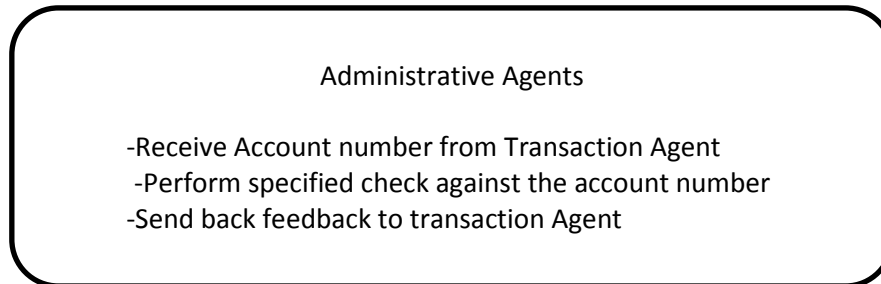 Administrative Agents
-Receive Account number from Transaction Agent
-Perform specified check against the account number
-Send back feedback to transaction Agent